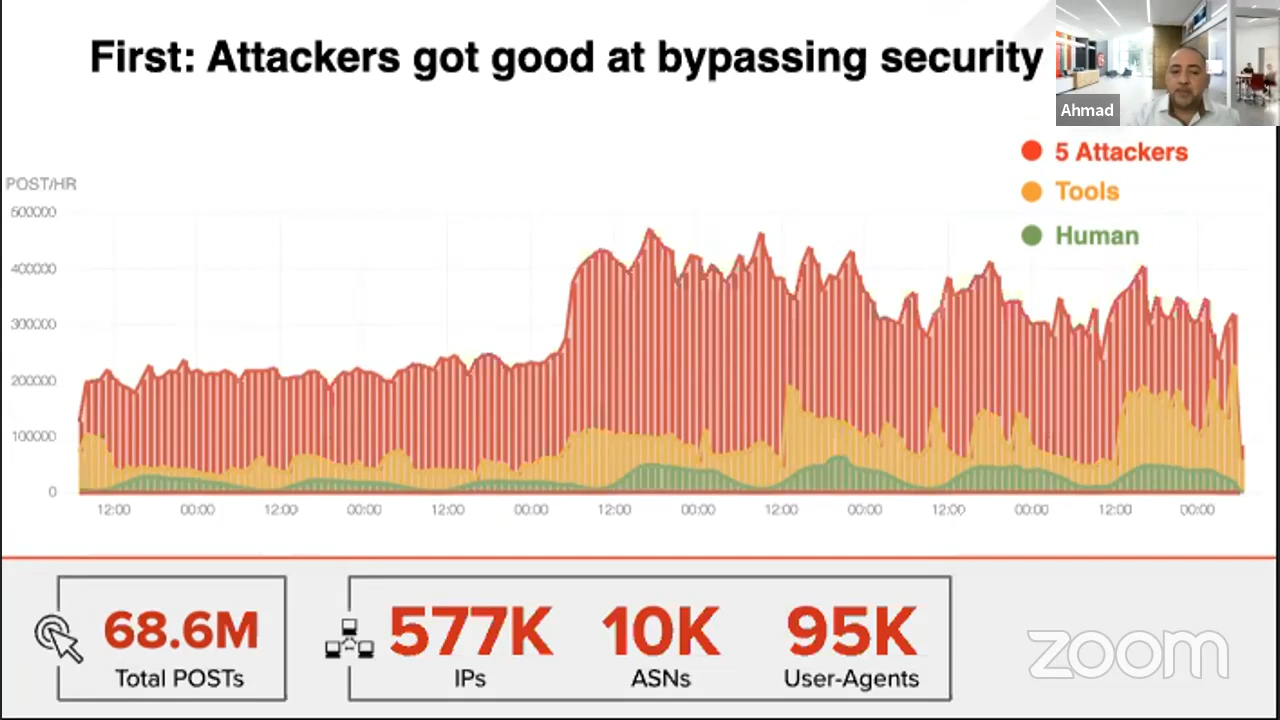 First: Attackers got good at bypassing security
Ahmad
5 Attackers
Tools
Human
POST/HR
500000
400000
300000
200000
100000
0
12:00 00:00 12:00 00:00 12:00 00:00 12:00 00:00 12:00 00:00 12:00 00:00 12:00 00:00
68.6M
Total POSTs
577K 10K 95K
IPs ASNs User-Agents
zoom